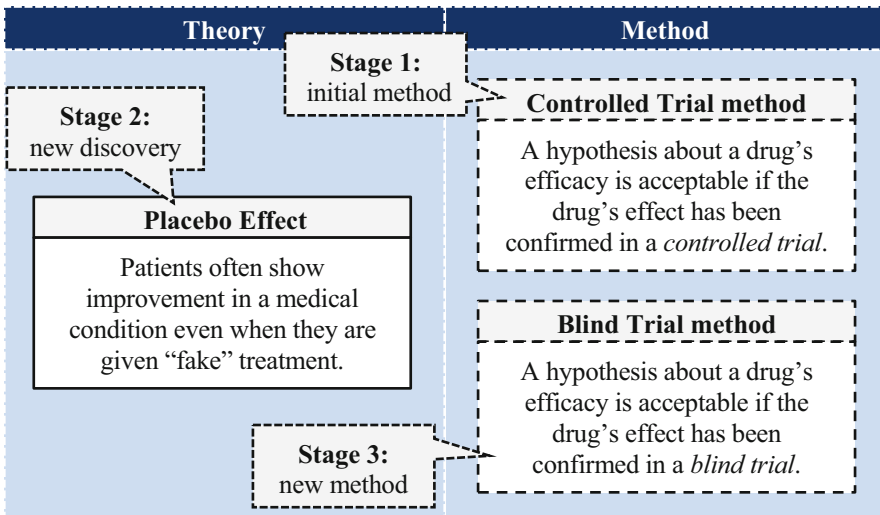 Theory
Method
Stage 1:
initial method
Controlled Trial method
A hypothesis about a drug’s
efficacy is acceptable if the
drug’s effect has been
confirmed in a controlled trial.
Stage 2:
new discovery
Placebo Effect
Patients often show
improvement in a medical
condition even when they are
given “fake” treatment.
Blind Trial method
A hypothesis about a drug’s
efficacy is acceptable if the
drug’s effect has been
confirmed in a blind trial.
Stage 3:
new method